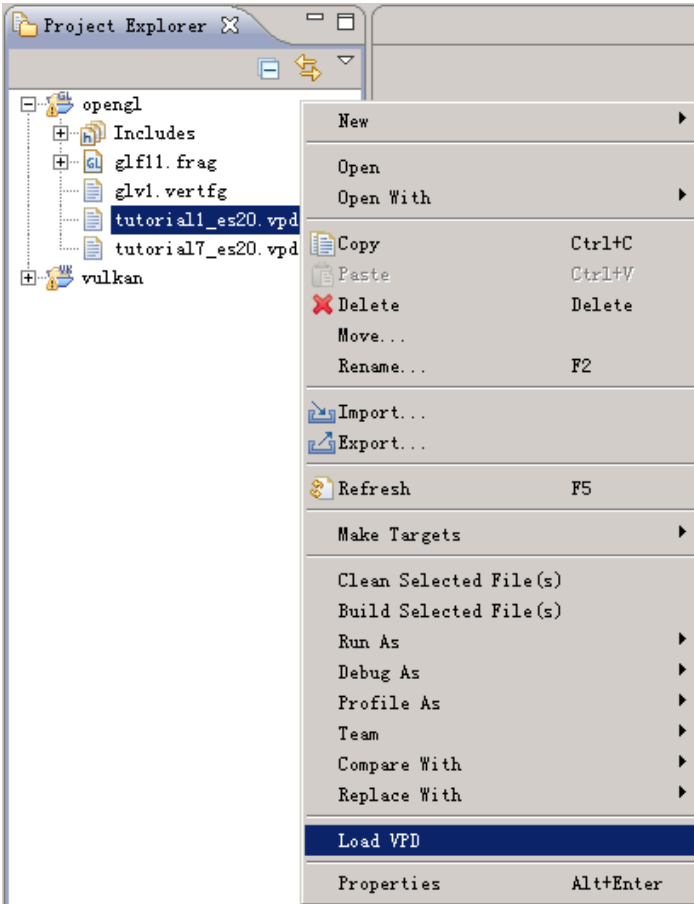 Project Explorer
opengl
Includes
glf11.frag
glv1.vertfg
tutorial1_es20.vpd
tutorial7_es20.vpd
vulkan
New
Open
Open With
Copy Ctrl+C
Paste Ctrl+V
Delete Delete
Move...
Rename... F2
Import...
Export...
Refresh F5
Make Targets
Clean Selected File(s)
Build Selected File(s)
Run As
Debug As
Profile As
Team
Compare With
Replace With
Load VPD
Properties Alt+Enter